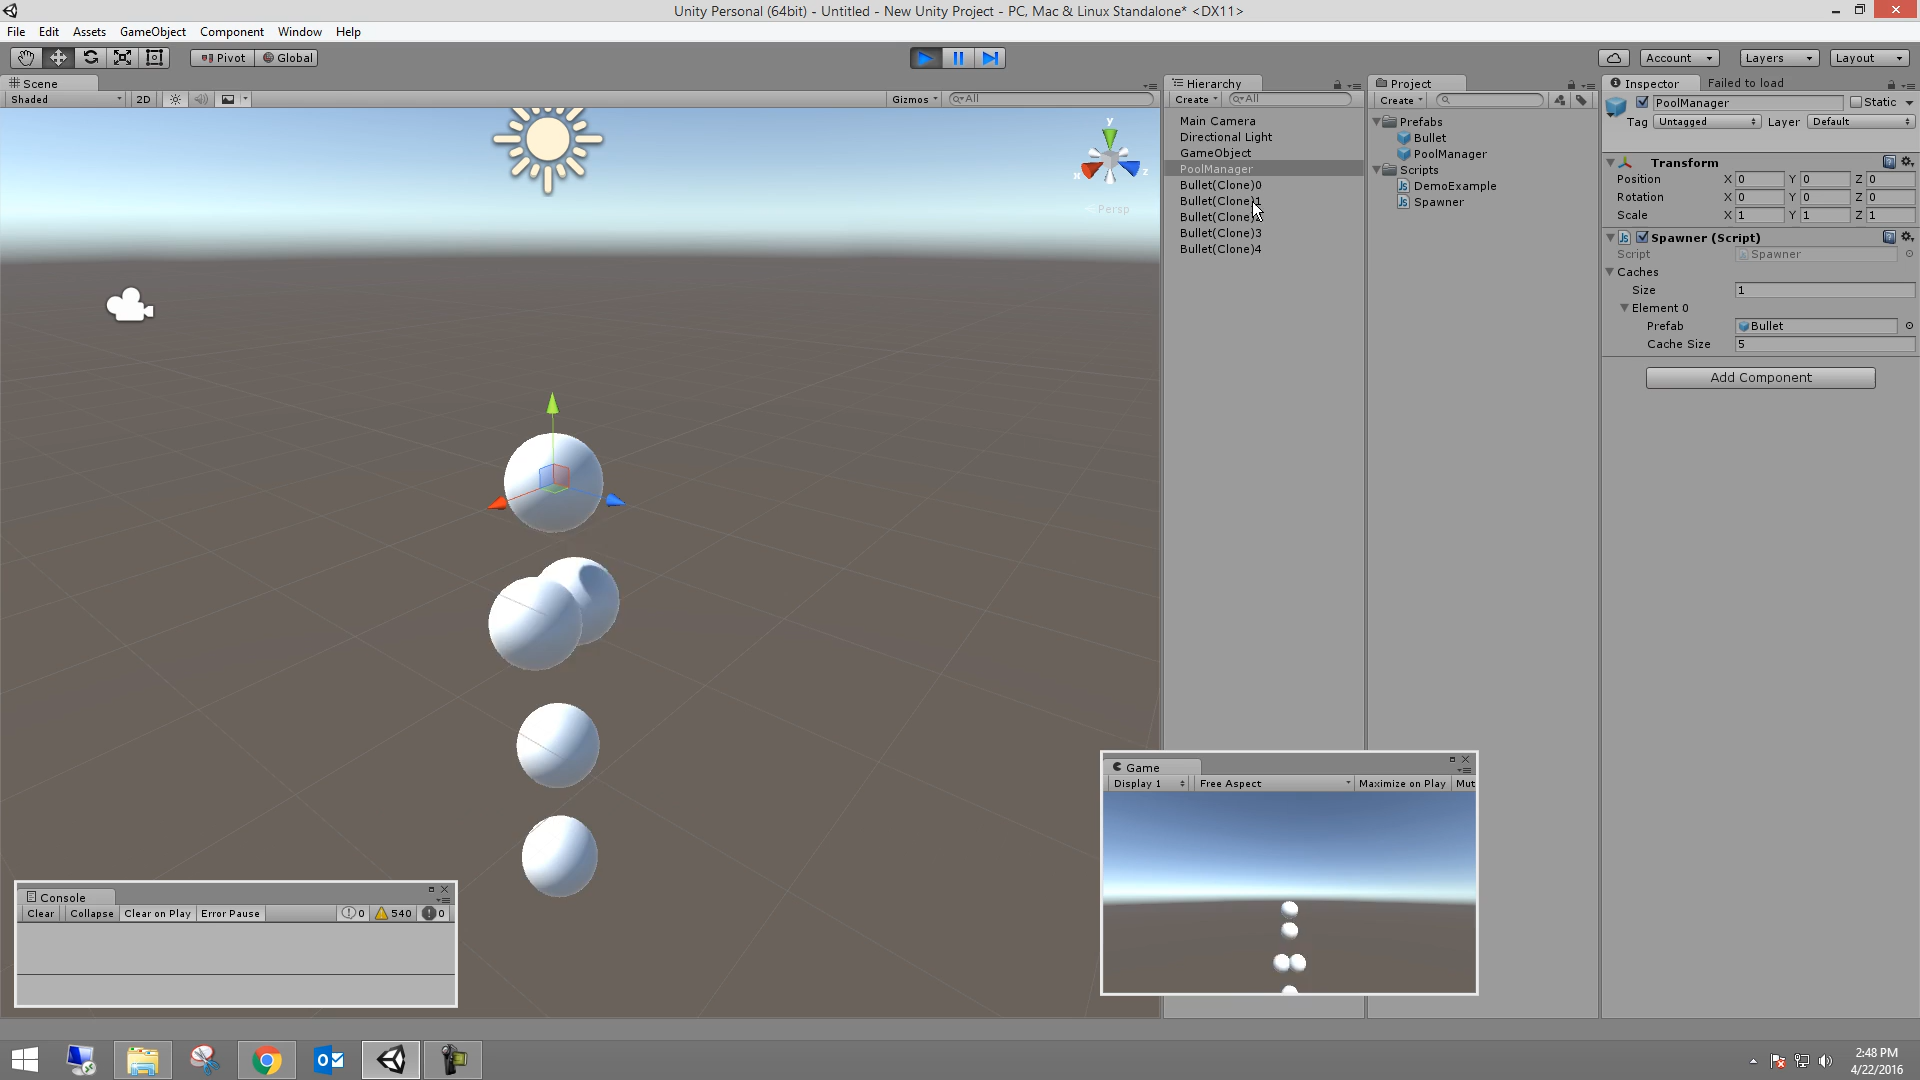 Unity Personal (64bit) - Untitled - New Unity Project - PC, Mac & Linux Standalone* <DX11>
File Edit Assets GameObject Component Window Help
Pivot Global Account Layers Layout
Scene
Shaded 2D Gizmos All
y
x
z
Persp
Hierarchy
Create All
Main Camera
Directional Light
GameObject
PoolManager
Bullet(Clone)0
Bullet(Clone)1
Bullet(Clone)
Bullet(Clone)3
Bullet(Clone)4
Project
Create
Prefabs
Bullet
PoolManager
Scripts
DemoExample
Spawner
Inspector Failed to load
PoolManager Static
Tag Untagged Layer Default
Transform
Position X 0 Y 0 Z 0
Rotation X 0 Y 0 Z 0
Scale X 1 Y 1 Z 1
Spawner (Script)
Script Spawner
Caches
Size 1
Element 0
Prefab Bullet
Cache Size 5
Add Component
Game
Display 1 Free Aspect Maximize on Play Mut
Console
Clear Collapse Clear on Play Error Pause 0 540 0
2:48 PM
4/22/2016